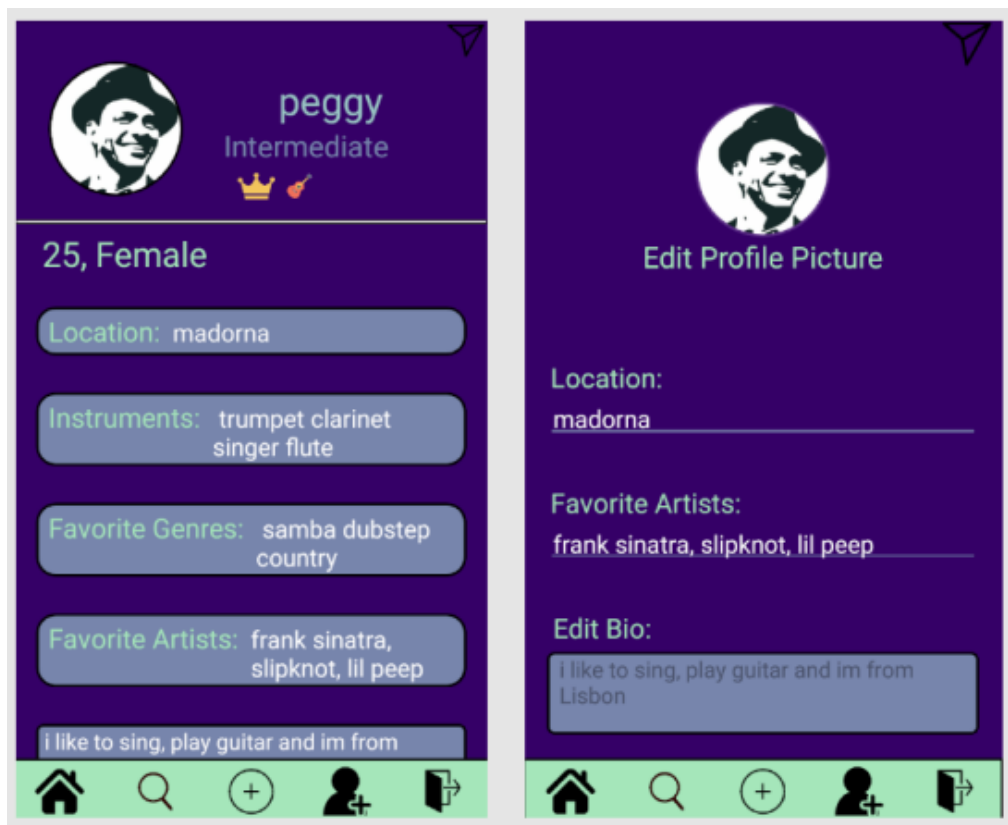 peggy
Intermediate
25, Female
Location: madorna
Instruments: trumpet clarinet
singer flute
Favorite Genres: samba dubstep
country
Favorite Artists: frank sinatra,
slipknot, lil peep
i like to sing, play guitar and im from
Edit Profile Picture
Location:
madorna
Favorite Artists:
frank sinatra, slipknot, lil peep
Edit Bio:
i like to sing, play guitar and im from
Lisbon